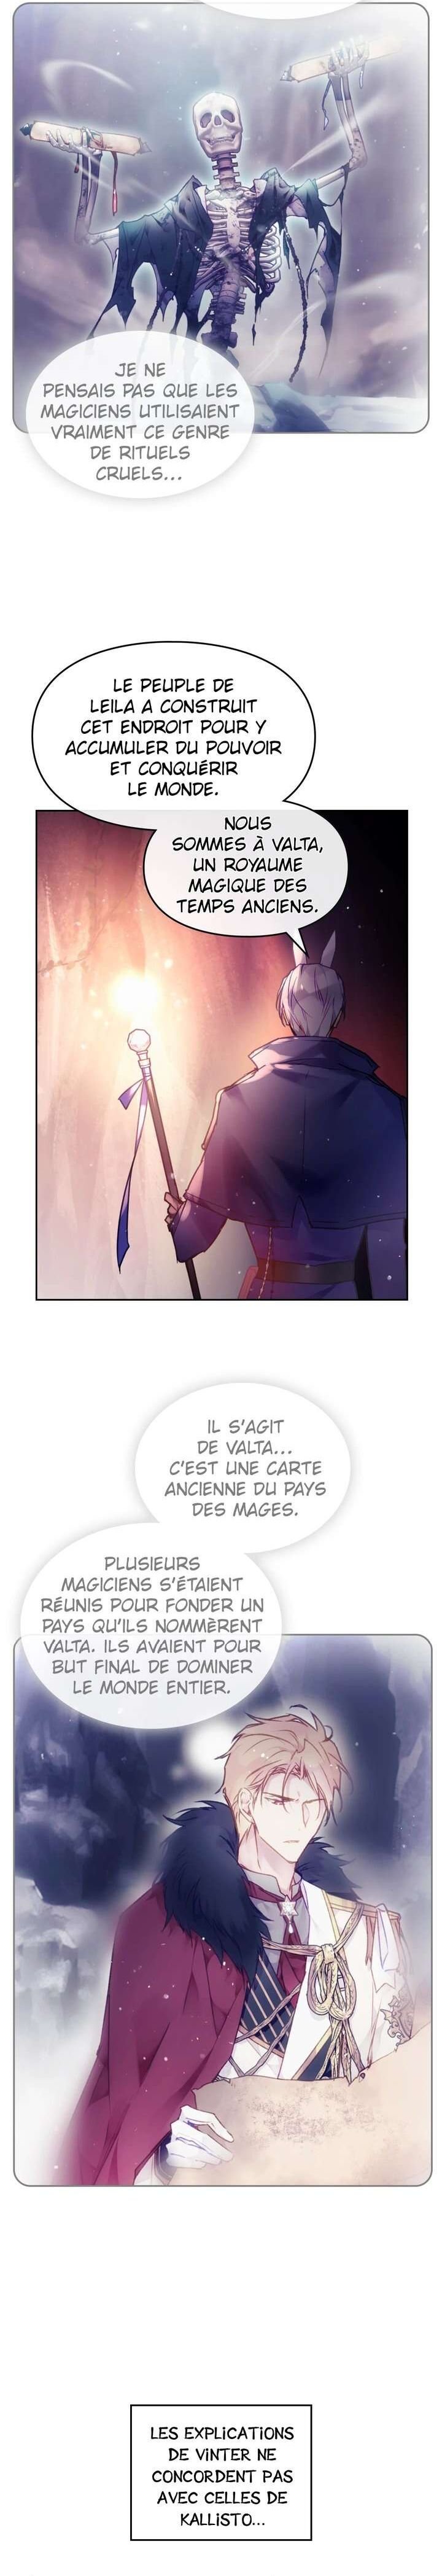 JE NE
PENSAIS PAS QUE LES
MAGICIENS UTILISAIENT
VRAIMENT CE GENRE
DE RITUELS
CRUELS...
LE PEUPLE DE
LEILA A CONSTRUIT
CET ENDROIT POUR Y
ACCUMULER DU POUVOIR
ET CONQUÉRIR
LE MONDE.
NOUS
SOMMES À VALTA,
UN ROYAUME
MAGIQUE DES
TEMPS ANCIENS.
IL S'AGIT
DE VALTA...
C'EST UNE CARTE
ANCIENNE DU PAYS
DES MAGES.
PLUSIEURS
MAGICIENS S'ÉTAIENT
RÉUNIS POUR FONDER UN
PAYS QU'ILS NOMMÈRENT
VALTA. ILS AVAIENT POUR
BUT FINAL DE DOMINER
LE MONDE ENTIER.
LES EXPLICATIONS
DE VINTER NE
CONCORDENT PAS
AVEC CELLES DE
KALLISTO...